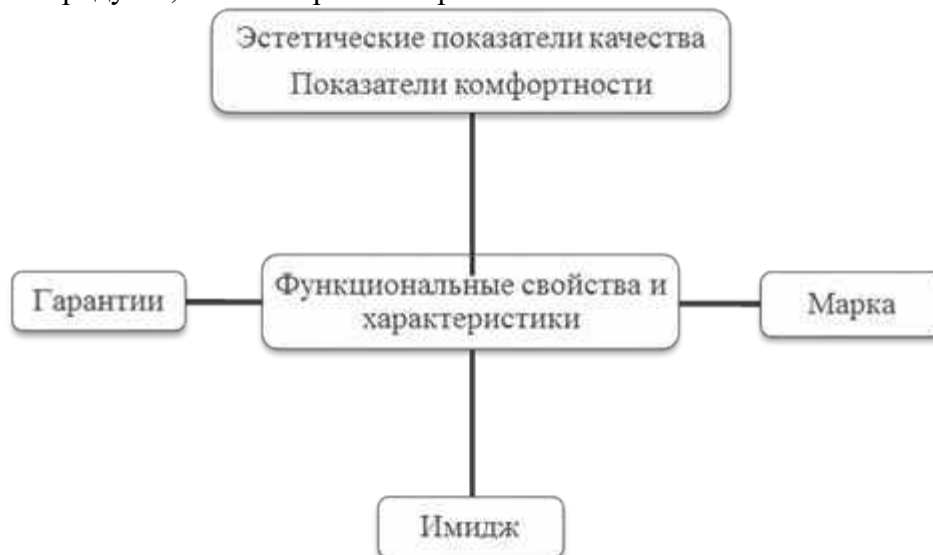 Эстетические показатели качества
Показатели комфортности
Гарантии
Функциональные свойства и
характеристики
Марка
Имидж